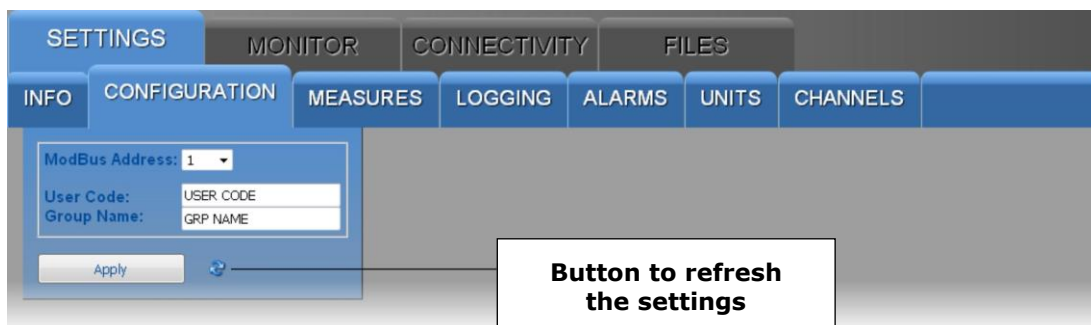 SETTINGS MONITOR CONNECTIVITY FILES
INFO CONFIGURATION MEASURES LOGGING ALARMS UNITS CHANNELS
ModBus Address: 1
User Code: USER CODE
Group Name: GRP NAME
Apply
Button to refresh
the settings